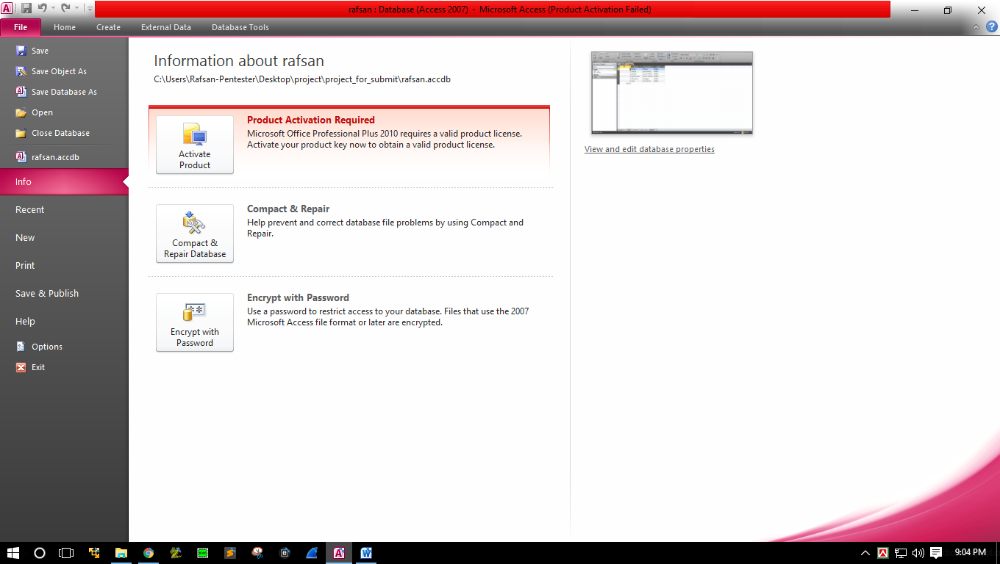 rafsan : Database (Access 2007)  -  Microsoft Access (Product Activation Failed)
File
Home
Create
External Data
Database Tools
Save
Save Object As
Save Database As
Open
Close Database
rafsan.accdb
Info
Recent
New
Print
Save & Publish
Help
Options
Exit
Information about rafsan
C:\Users\Rafsan-Pentester\Desktop\project\project_for_submit\rafsan.accdb
Activate
Product
Product Activation Required
Microsoft Office Professional Plus 2010 requires a valid product license.
Activate your product key now to obtain a valid product license.
Compact &
Repair Database
Compact & Repair
Help prevent and correct database file problems by using Compact and
Repair.
Encrypt with
Password
Encrypt with Password
Use a password to restrict access to your database. Files that use the 2007
Microsoft Access file format or later are encrypted.
View and edit database properties
9:04 PM